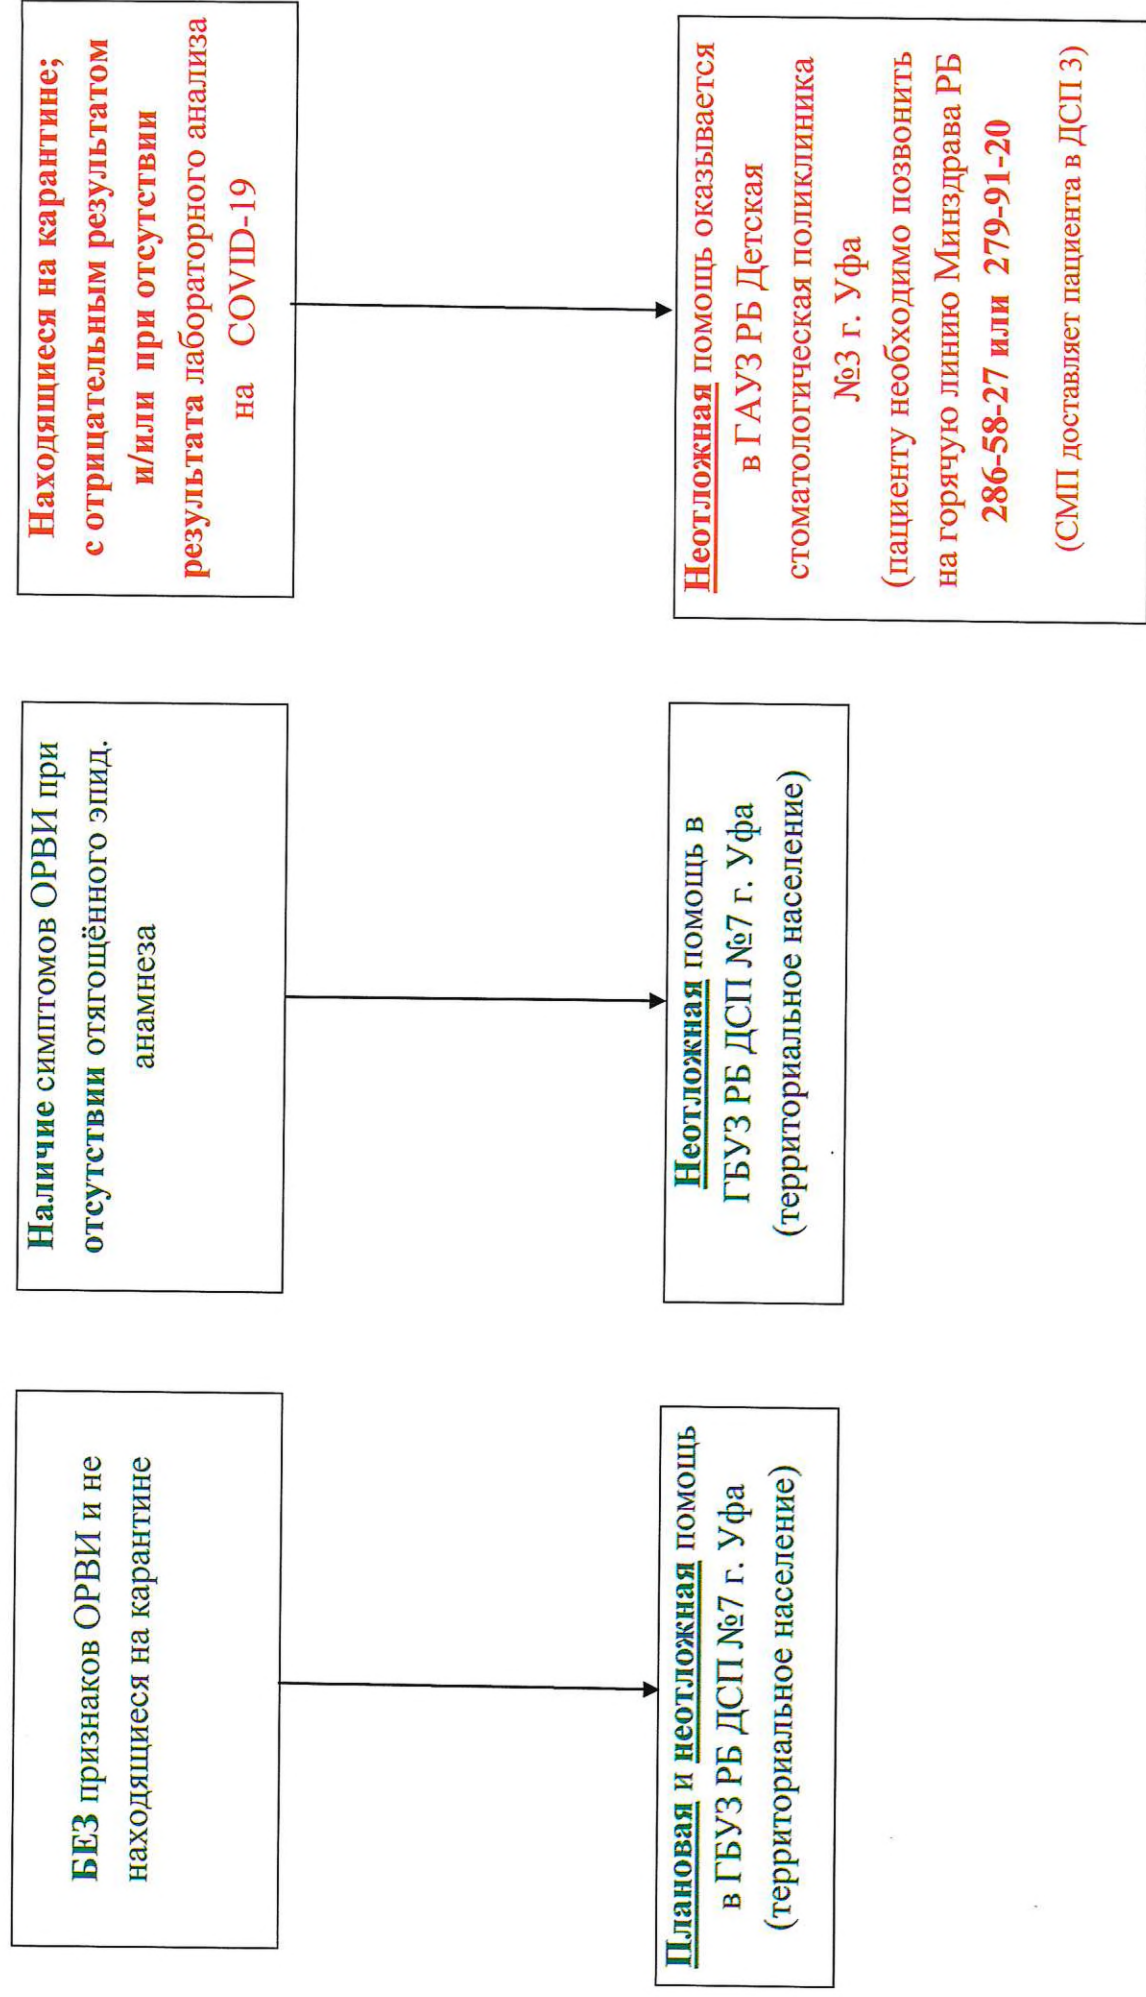 БЕЗ признаков ОРВИ и не
находящиеся на карантине
Плановая и неотложная помощь
в ГБУЗ РБ ДСП №7 г. Уфа
(территориальное население)
Наличие симптомов ОРВИ при
отсутствии отягощённого эпид.
анамнеза
Неотложная помощь в
ГБУЗ РБ ДСП №7 г. Уфа
(территориальное население)
Находящиеся на карантине;
с отрицательным результатом
и/или при отсутствии
результата лабораторного анализа
на COVID-19
Неотложная помощь оказывается
в ГАУЗ РБ Детская
стоматологическая поликлиника
№3 г. Уфа
(пациенту необходимо позвонить
на горячую линию Минздрава РБ
286-58-27 или 279-91-20
(СМП доставляет пациента в ДСП 3)